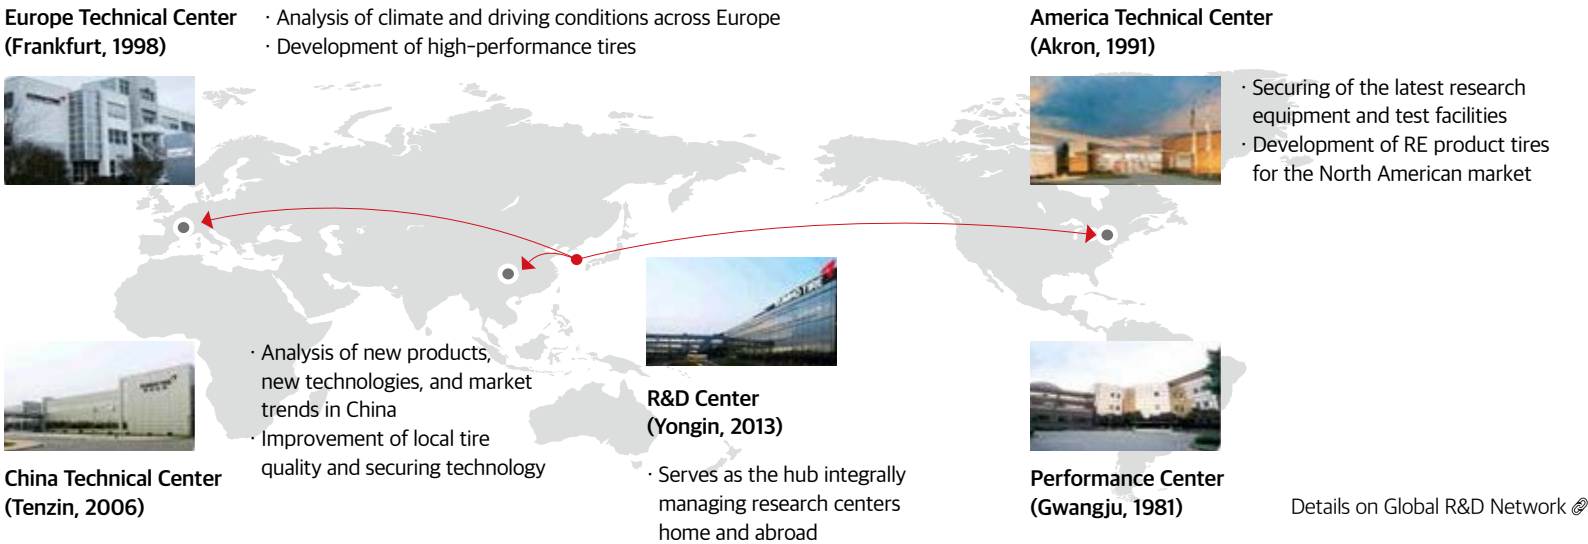 Europe Technical Center
(Frankfurt, 1998)
· Analysis of climate and driving conditions across Europe
· Development of high-performance tires
America Technical Center
(Akron, 1991)
· Securing of the latest research
equipment and test facilities
· Development of RE product tires
for the North American market
· Analysis of new products,
new technologies, and market
trends in China
· Improvement of local tire
quality and securing technology
China Technical Center
(Tenzin, 2006)
R&D Center
(Yongin, 2013)
· Serves as the hub integrally
managing research centers
home and abroad
Performance Center
(Gwangju, 1981)
Details on Global R&D Network